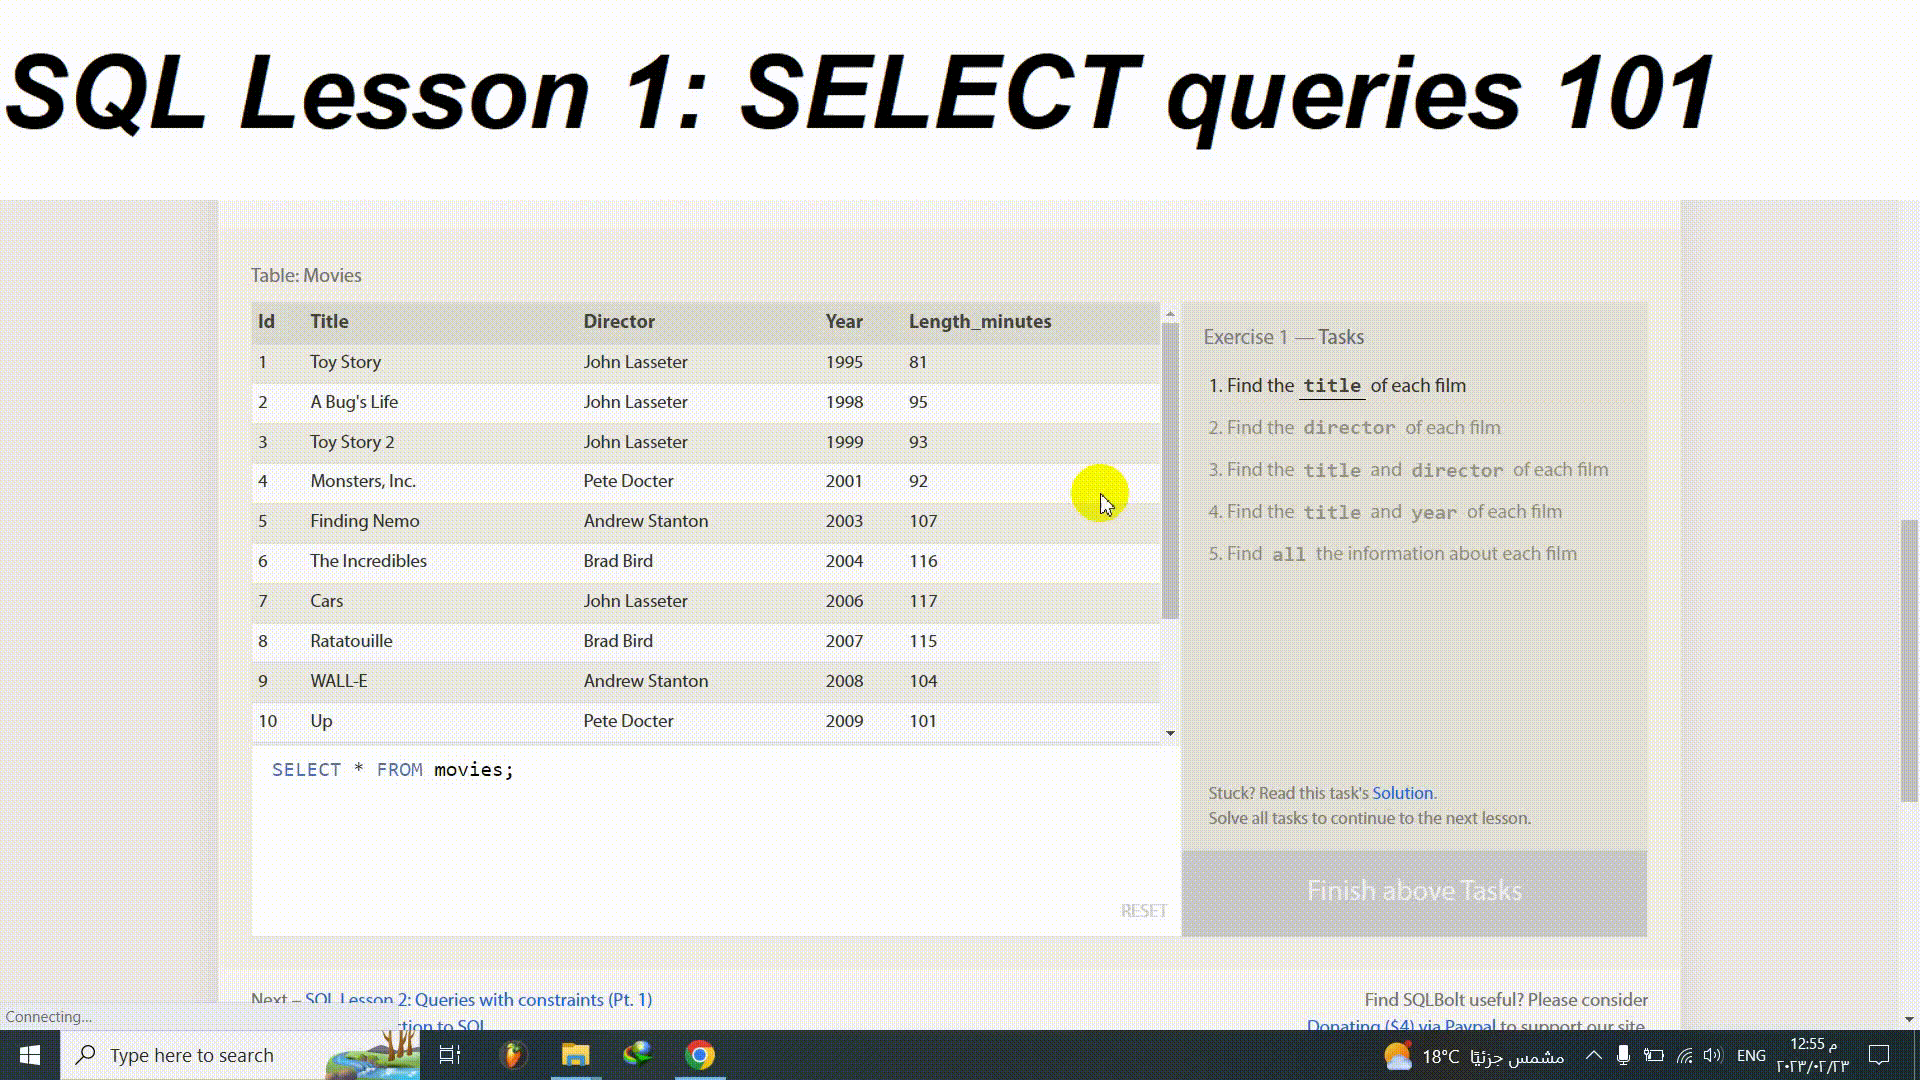 SQL Lesson 1: SELECT queries 101
Table: Movies
Id Title Director Year Length_minutes
1 Toy Story John Lasseter 1995 81
2 A Bug's Life John Lasseter 1998 95
3 Toy Story 2 John Lasseter 1999 93
4 Monsters, Inc. Pete Docter 2001 92
5 Finding Nemo Andrew Stanton 2003 107
6 The Incredibles Brad Bird 2004 116
7 Cars John Lasseter 2006 117
8 Ratatouille Brad Bird 2007 115
9 WALL-E Andrew Stanton 2008 104
10 Up Pete Docter 2009 101
SELECT * FROM movies;
RESET
Exercise 1 — Tasks
1. Find the title of each film
2. Find the director of each film
3. Find the title and director of each film
4. Find the title and year of each film
5. Find all the information about each film
Stuck? Read this task's Solution.
Solve all tasks to continue to the next lesson.
Finish above Tasks
Next – SQL Lesson 2: Queries with constraints (Pt. 1)
Find SQLBolt useful? Please consider
Donating ($4) via Paypal to support our site.
Connecting...
to SQL
Type here to search
18°C مشمس جزئيًا
ENG
12:55 م
٢٠٢٣/٠٢/٢٣